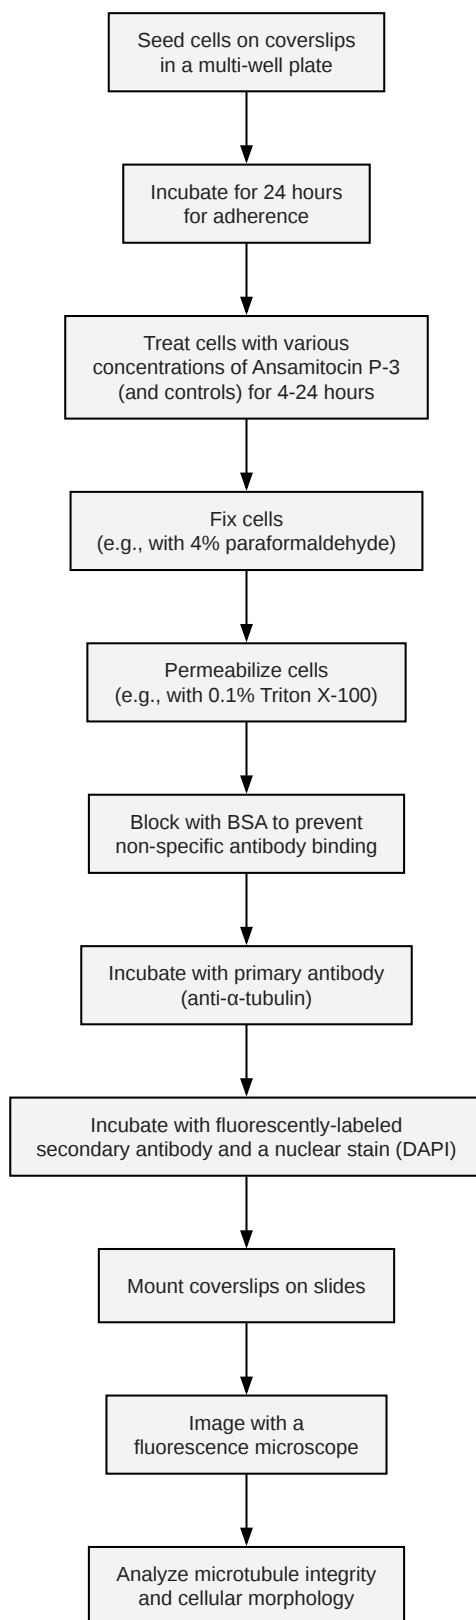 Seed cells on coverslips
in a multi-well plate
Incubate for 24 hours
for adherence
Treat cells with various
concentrations of Ansamitocin P-3
(and controls) for 4-24 hours
Fix cells
(e.g., with 4% paraformaldehyde)
Permeabilize cells
(e.g., with 0.1% Triton X-100)
Block with BSA to prevent
non-specific antibody binding
Incubate with primary antibody
(anti-α-tubulin)
Incubate with fluorescently-labeled
secondary antibody and a nuclear stain (DAPI)
Mount coverslips on slides
Image with a
fluorescence microscope
Analyze microtubule integrity
and cellular morphology